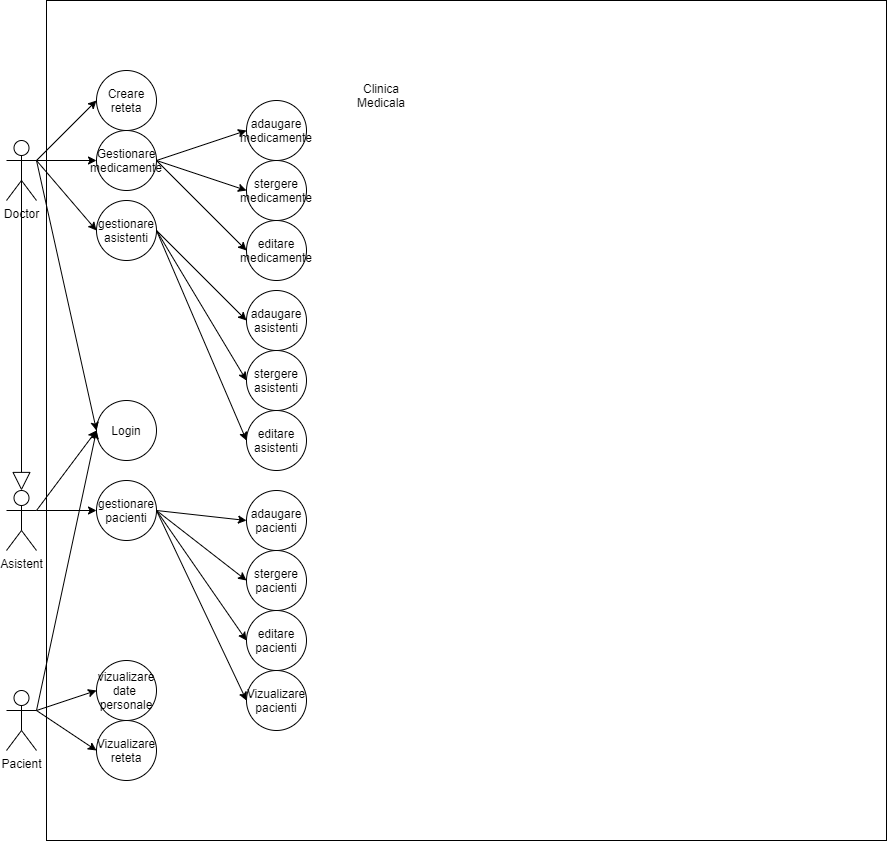 Clinica
Medicala
Creare
reteta
adaugare
medicamente
Gestionare
medicamente
stergere
medicamente
Doctor
gestionare
asistenti
editare
medicamente
adaugare
asistenti
stergere
asistenti
Login
editare
asistenti
gestionare
pacienti
adaugare
pacienti
Asistent
stergere
pacienti
editare
pacienti
vizualizare
date
personale
Vizualizare
pacienti
Vizualizare
reteta
Pacient